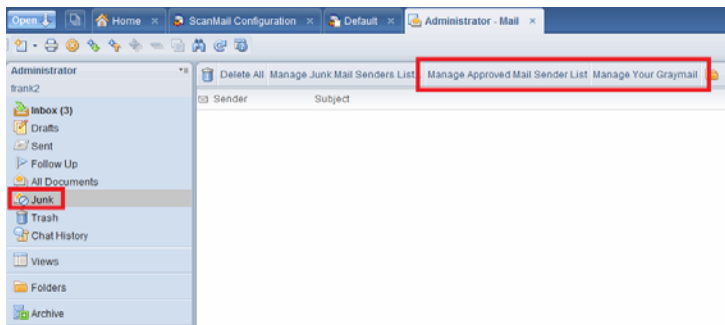 Open Home × ScanMail Configuration × Default × Administrator - Mail ×
Administrator
frank2
Delete All Manage Junk Mail Senders List... Manage Approved Mail Sender List Manage Your Graymail
Sender Subject
Inbox (3)
Drafts
Sent
Follow Up
All Documents
Junk
Trash
Chat History
Views
Folders
Archive